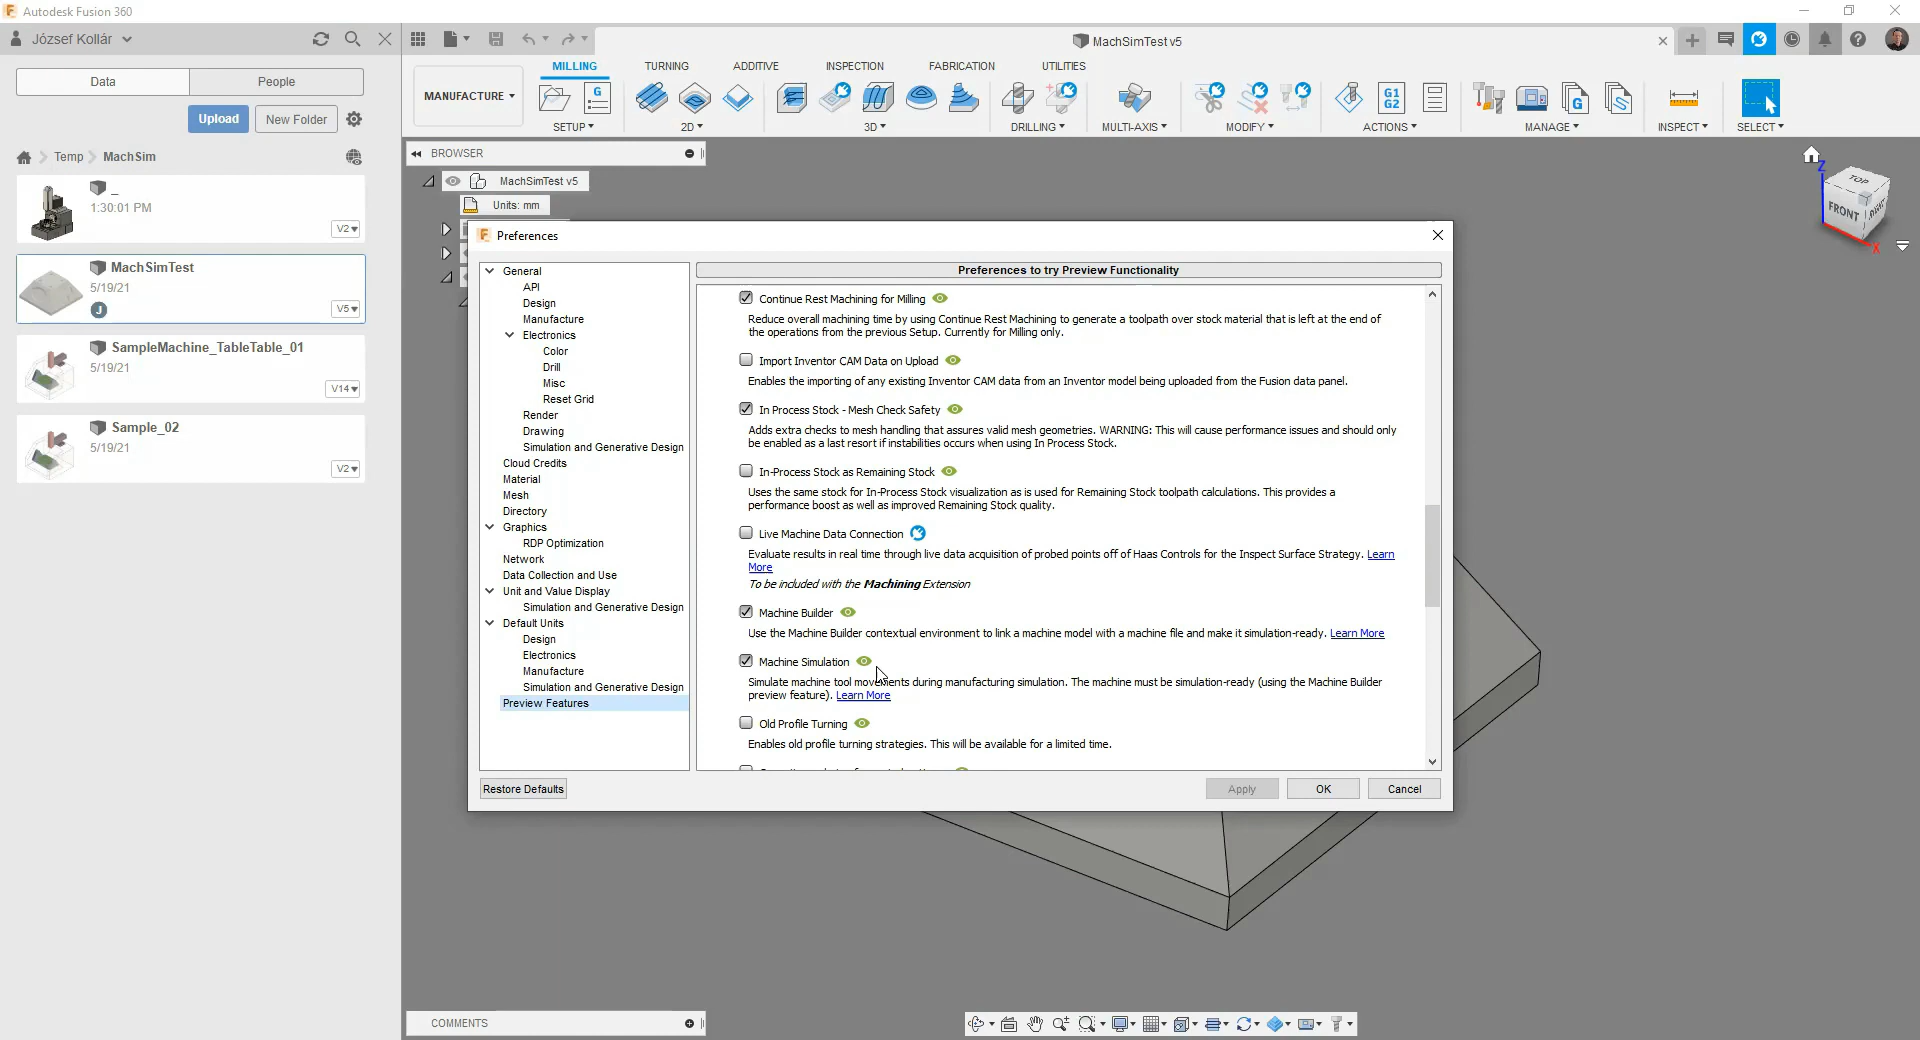 Autodesk Fusion 360
József Kollár
MachSimTest v5
Data
People
Upload
New Folder
Temp
MachSim
_
1:30:01 PM
V2
MachSimTest
5/19/21
J
V5
SampleMachine_TableTable_01
5/19/21
V14
Sample_02
5/19/21
V2
MANUFACTURE
MILLING
TURNING
ADDITIVE
INSPECTION
FABRICATION
UTILITIES
SETUP
2D
3D
DRILLING
MULTI-AXIS
MODIFY
ACTIONS
MANAGE
INSPECT
SELECT
G
G1
G2
G
BROWSER
MachSimTest v5
Units: mm
TOP
FRONT
RIGHT
Z
X
Preferences
General
API
Design
Manufacture
Electronics
Color
Drill
Misc
Reset Grid
Render
Drawing
Simulation and Generative Design
Cloud Credits
Material
Mesh
Directory
Graphics
RDP Optimization
Network
Data Collection and Use
Unit and Value Display
Simulation and Generative Design
Default Units
Design
Electronics
Manufacture
Simulation and Generative Design
Preview Features
Preferences to try Preview Functionality
Continue Rest Machining for Milling
Reduce overall machining time by using Continue Rest Machining to generate a toolpath over stock material that is left at the end of
the operations from the previous Setup. Currently for Milling only.
Import Inventor CAM Data on Upload
Enables the importing of any existing Inventor CAM data from an Inventor model being uploaded from the Fusion data panel.
In Process Stock - Mesh Check Safety
Adds extra checks to mesh handling that assures valid mesh geometries. WARNING: This will cause performance issues and should only
be enabled as a last resort if instabilities occurs when using In Process Stock.
In-Process Stock as Remaining Stock
Uses the same stock for In-Process Stock visualization as is used for Remaining Stock toolpath calculations. This provides a
performance boost as well as improved Remaining Stock quality.
Live Machine Data Connection
Evaluate results in real time through live data acquisition of probed points off of Haas Controls for the Inspect Surface Strategy. Learn
More
To be included with the Machining Extension
Machine Builder
Use the Machine Builder contextual environment to link a machine model with a machine file and make it simulation-ready. Learn More
Machine Simulation
Simulate machine tool movements during manufacturing simulation. The machine must be simulation-ready (using the Machine Builder
preview feature). Learn More
Old Profile Turning
Enables old profile turning strategies. This will be available for a limited time.
Restore Defaults
Apply
OK
Cancel
COMMENTS